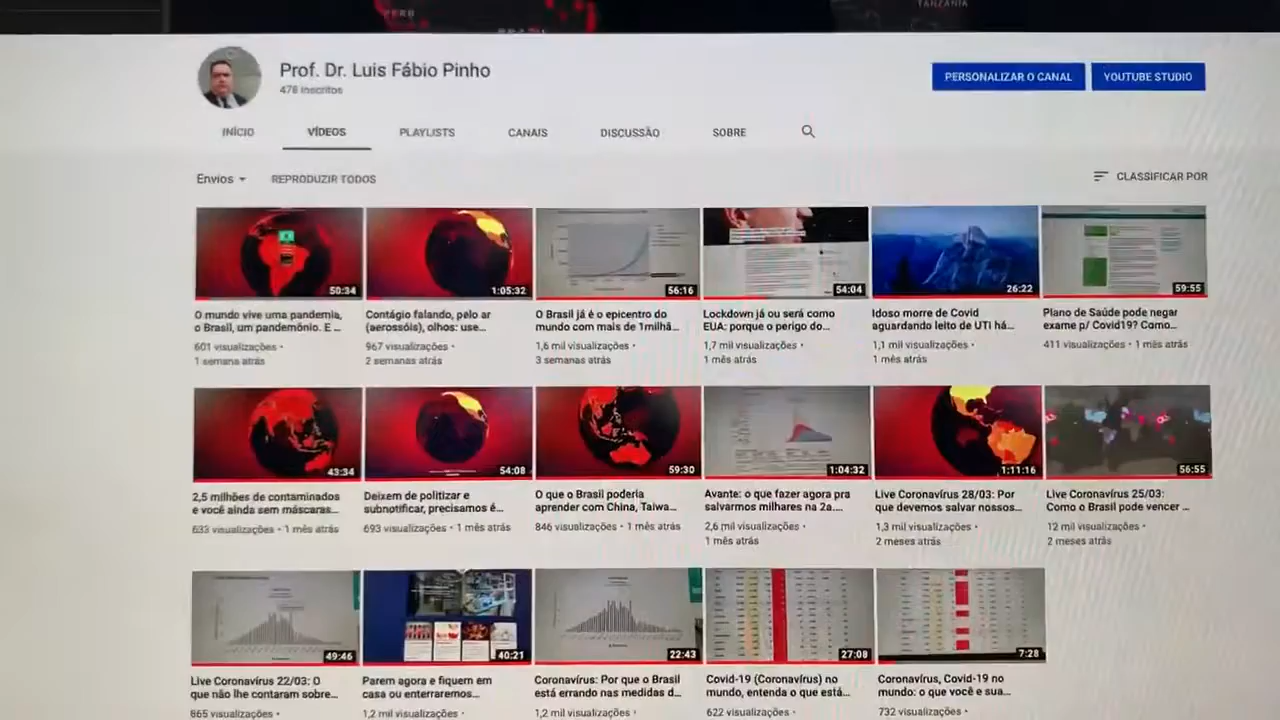 PERU
BRAZIL
TANZANIA
Prof. Dr. Luis Fábio Pinho
478 inscritos
PERSONALIZAR O CANAL
YOUTUBE STUDIO
INÍCIO
VÍDEOS
PLAYLISTS
CANAIS
DISCUSSÃO
SOBRE
Envios
REPRODUZIR TODOS
CLASSIFICAR POR
50:34
1:05:32
56:16
54:04
26:22
59:55
O mundo vive uma pandemia,
o Brasil, um pandemônio. E ...
601 visualizações •
1 semana atrás
Contágio falando, pelo ar
(aerossóis), olhos: use...
967 visualizações •
2 semanas atrás
O Brasil já é o epicentro do
mundo com mais de 1milhã...
1,6 mil visualizações •
3 semanas atrás
Lockdown já ou será como
EUA: porque o perigo do...
1,7 mil visualizações •
1 mês atrás
Idoso morre de Covid
aguardando leito de UTI há...
1,1 mil visualizações •
1 mês atrás
Plano de Saúde pode negar
exame p/ Covid19? Como...
411 visualizações • 1 mês atrás
43:34
54:08
59:30
1:04:32
1:11:16
56:55
2,5 milhões de contaminados
e você ainda sem máscaras...
633 visualizações • 1 mês atrás
Deixem de politizar e
subnotificar, precisamos é...
693 visualizações • 1 mês atrás
O que o Brasil poderia
aprender com China, Taiwa...
846 visualizações • 1 mês atrás
Avante: o que fazer agora pra
salvarmos milhares na 2a....
2,6 mil visualizações •
1 mês atrás
Live Coronavírus 28/03: Por
que devemos salvar nossos...
1,3 mil visualizações •
2 meses atrás
Live Coronavírus 25/03:
Como o Brasil pode vencer ...
12 mil visualizações •
2 meses atrás
49:46
40:21
22:43
27:08
7:28
Live Coronavírus 22/03: O
que não lhe contaram sobre...
865 visualizações •
Parem agora e fiquem em
casa ou enterraremos...
1,2 mil visualizações •
Coronavírus: Por que o Brasil
está errando nas medidas d...
1,2 mil visualizações •
Covid-19 (Coronavírus) no
mundo, entenda o que está...
622 visualizações •
Coronavírus, Covid-19 no
mundo: o que você e sua...
732 visualizações •